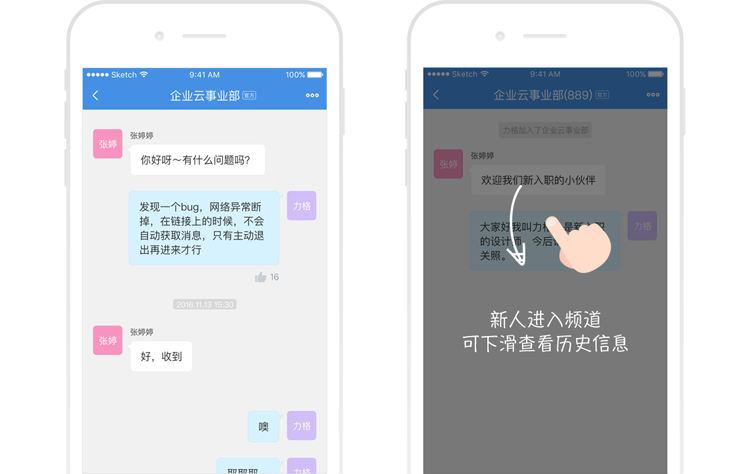 Sketch 9:41 AM 100%
企业云事业部 官方
张婷婷
张婷
你好呀～有什么问题吗？
发现一个bug，网络异常断
掉，在链接上的时候，不会
自动获取消息，只有主动退
出再进来才行
力格
16
2016.11.13 15:30
张婷婷
张婷
好，收到
噢
力格
耶耶耶
力格
Sketch 9:41 AM 100%
企业云事业部(889) 官方
力格加入了企业云事业部
张婷婷
张婷
欢迎我们新入职的小伙伴
大家好我叫力格 是新入职
的设计师 今后
关照。
力格
新人进入频道
可下滑查看历史信息